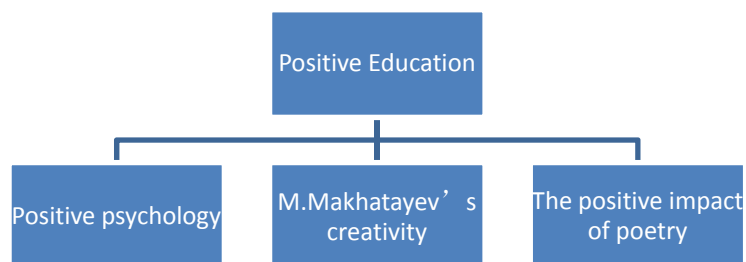 Positive Education
Positive psychology
M.Makhatayev’s
creativity
The positive impact
of poetry